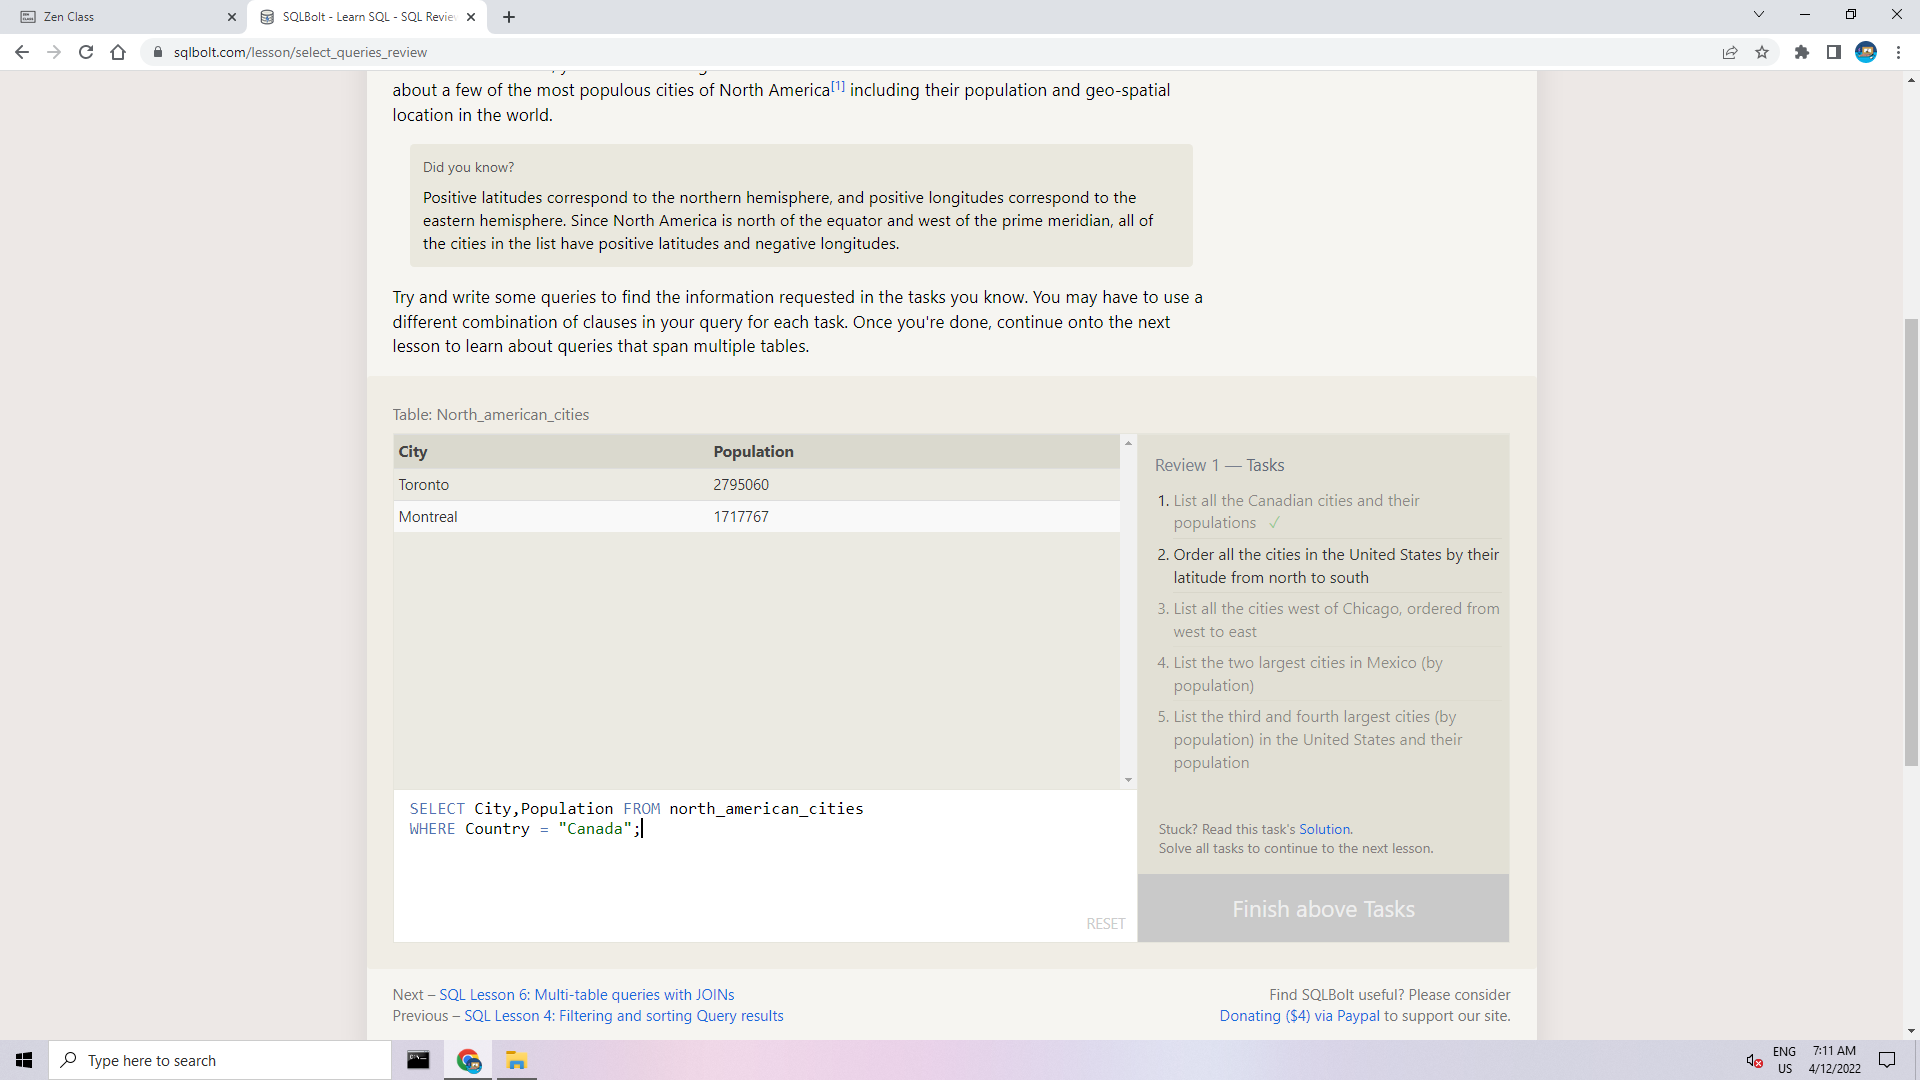 Zen Class
SQLBolt - Learn SQL - SQL Review
sqlbolt.com/lesson/select_queries_review
about a few of the most populous cities of North America[1] including their population and geo-spatial
location in the world.
Did you know?
Positive latitudes correspond to the northern hemisphere, and positive longitudes correspond to the
eastern hemisphere. Since North America is north of the equator and west of the prime meridian, all of
the cities in the list have positive latitudes and negative longitudes.
Try and write some queries to find the information requested in the tasks you know. You may have to use a
different combination of clauses in your query for each task. Once you're done, continue onto the next
lesson to learn about queries that span multiple tables.
Table: North_american_cities
City Population
Toronto 2795060
Montreal 1717767
SELECT City,Population FROM north_american_cities
WHERE Country = "Canada";
RESET
Review 1 — Tasks
1. List all the Canadian cities and their
populations ✓
2. Order all the cities in the United States by their
latitude from north to south
3. List all the cities west of Chicago, ordered from
west to east
4. List the two largest cities in Mexico (by
population)
5. List the third and fourth largest cities (by
population) in the United States and their
population
Stuck? Read this task's Solution.
Solve all tasks to continue to the next lesson.
Finish above Tasks
Next – SQL Lesson 6: Multi-table queries with JOINs
Previous – SQL Lesson 4: Filtering and sorting Query results
Find SQLBolt useful? Please consider
Donating ($4) via Paypal to support our site.
Type here to search
ENG
US
7:11 AM
4/12/2022